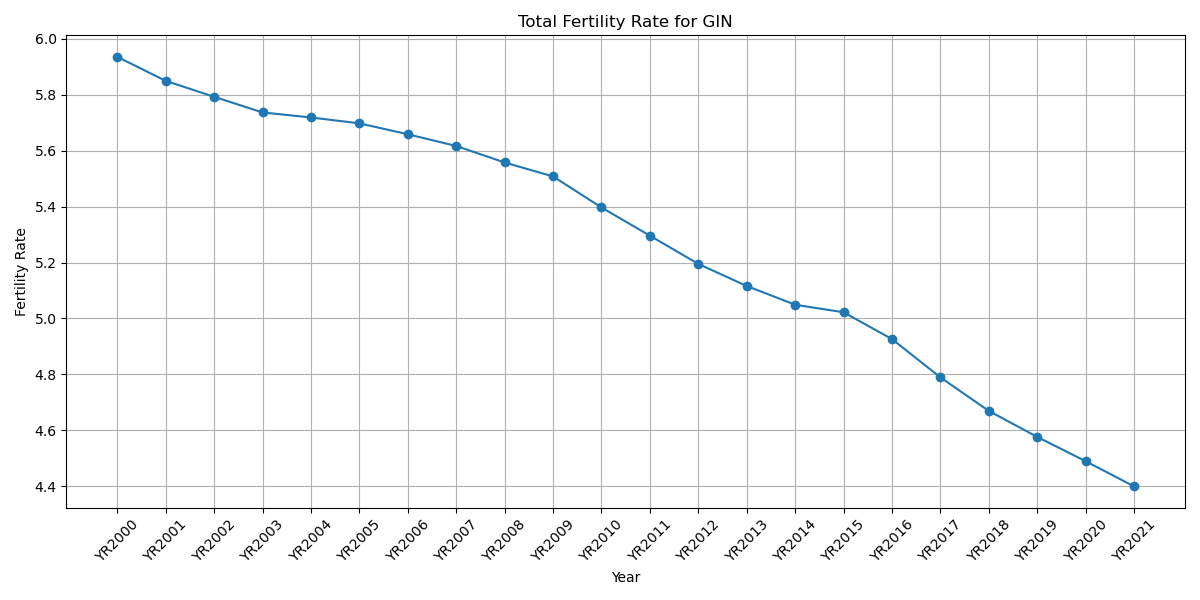 Total Fertility Rate for GIN
Fertility Rate
6.0
5.8
5.6
5.4
5.2
5.0
4.8
4.6
4.4
YR2000
YR2001
YR2002
YR2003
YR2004
YR2005
YR2006
YR2007
YR2008
YR2009
YR2010
YR2011
YR2012
YR2013
YR2014
YR2015
YR2016
YR2017
YR2018
YR2019
YR2020
YR2021
Year